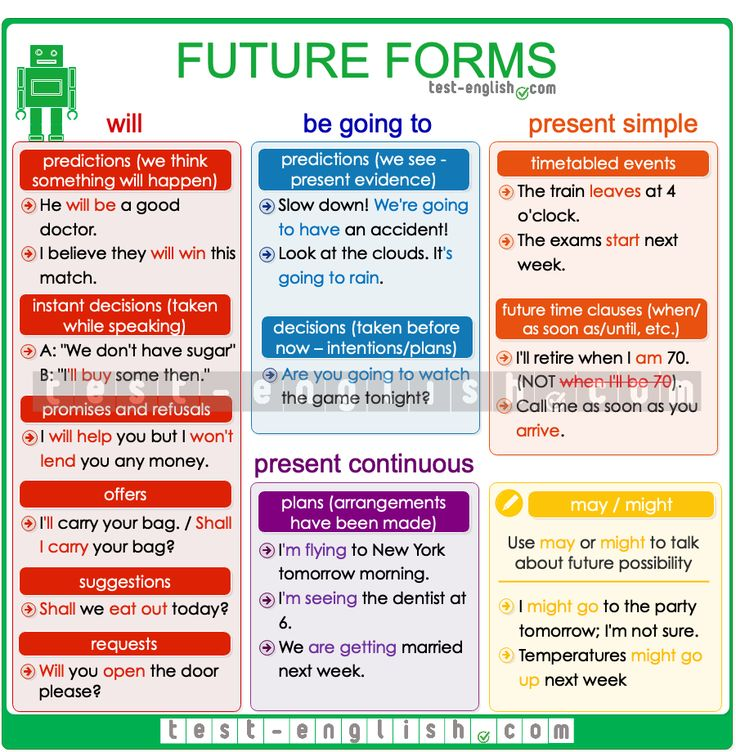 FUTURE FORMS
test-english.com
will
predictions (we think
something will happen)
He will be a good
doctor.
I believe they will win this
match.
instant decisions (taken
while speaking)
A: "We don't have sugar"
B: "I'll buy some then."
promises and refusals
I will help you but I won't
lend you any money.
offers
I'll carry your bag. / Shall
I carry your bag?
suggestions
Shall we eat out today?
requests
Will you open the door
please?
be going to
predictions (we see -
present evidence)
Slow down! We're going
to have an accident!
Look at the clouds. It's
going to rain.
decisions (taken before
now – intentions/plans)
Are you going to watch
the game tonight?
present continuous
plans (arrangements
have been made)
I'm flying to New York
tomorrow morning.
I'm seeing the dentist at
6.
We are getting married
next week.
present simple
timetabled events
The train leaves at 4
o'clock.
The exams start next
week.
future time clauses (when/
as soon as/until, etc.)
I'll retire when I am 70.
(NOT when I'll be 70).
Call me as soon as you
arrive.
may / might
Use may or might to talk
about future possibility
I might go to the party
tomorrow; I'm not sure.
Temperatures might go
up next week
test-english.com
test-english.com